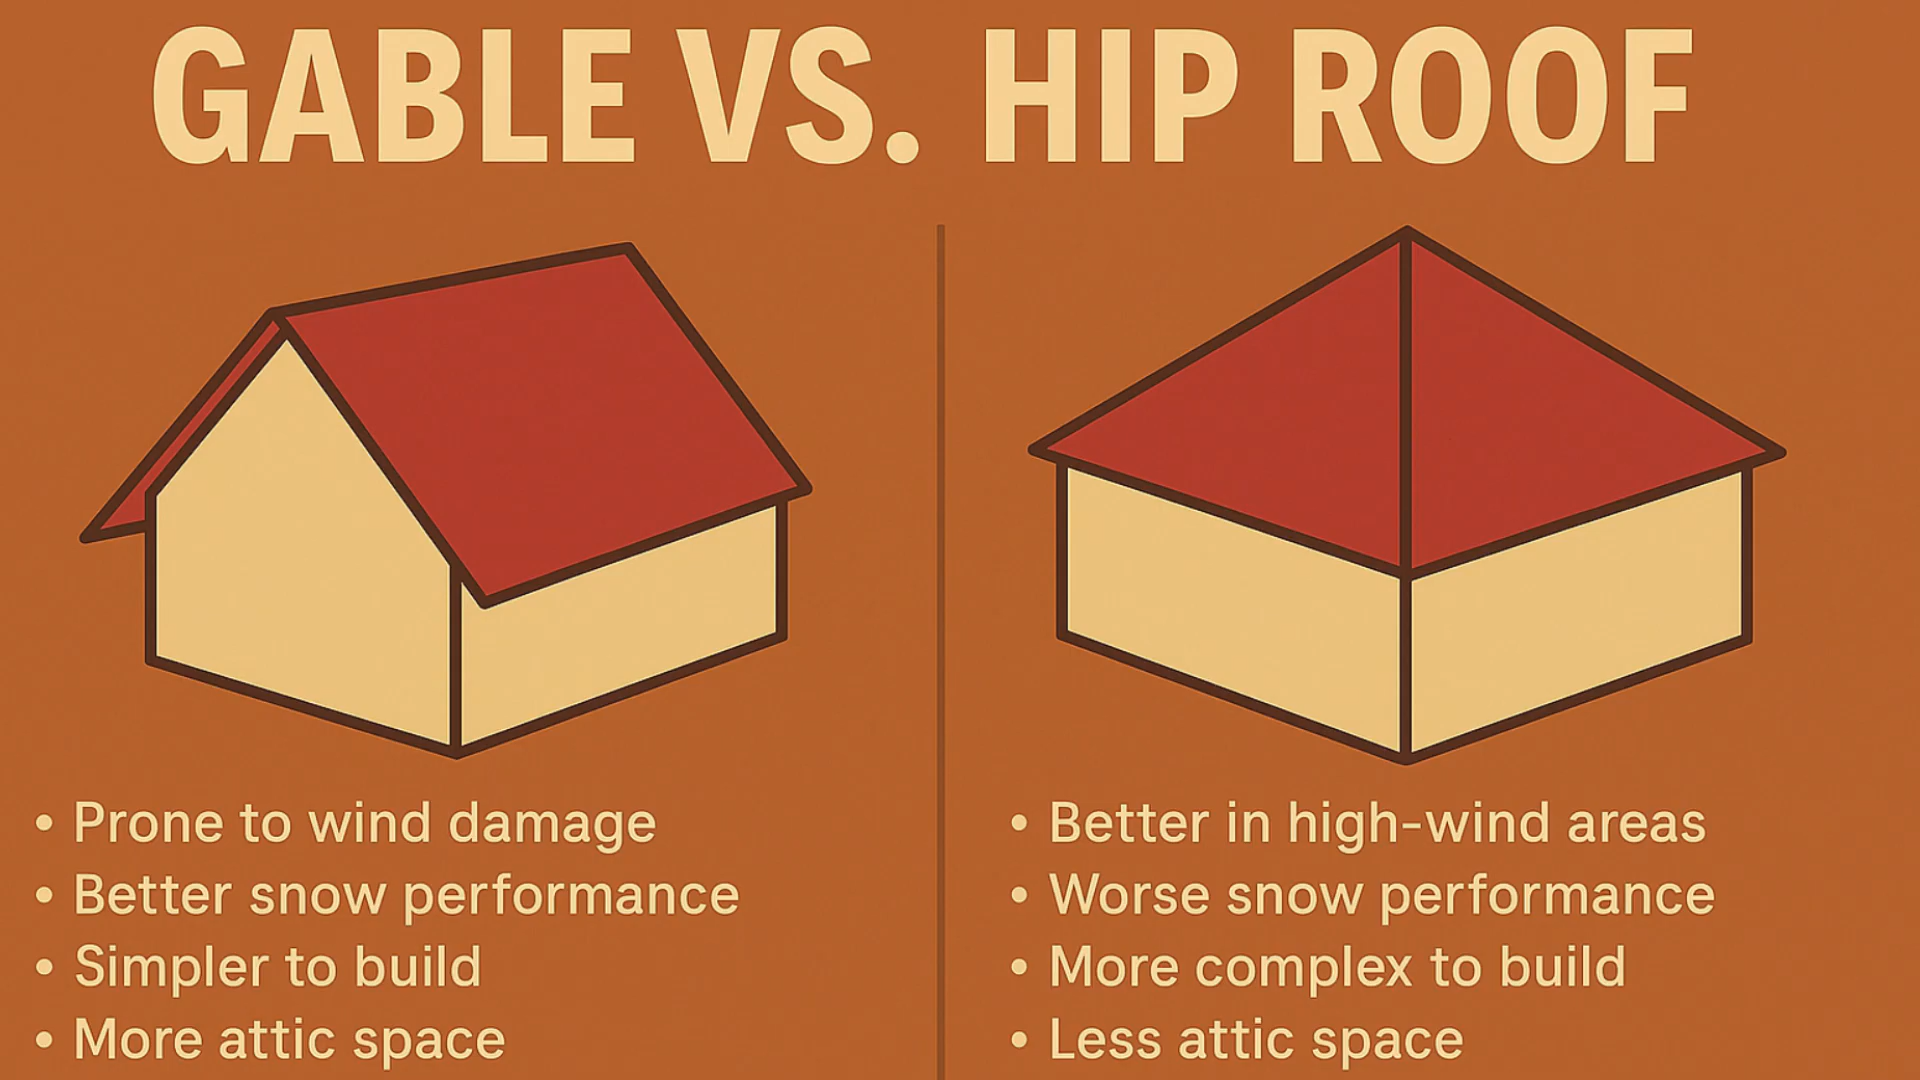 GABLE VS. HIP ROOF
• Prone to wind damage
• Better snow performance
• Simpler to build
• More attic space
• Better in high-wind areas
• Worse snow performance
• More complex to build
• Less attic space